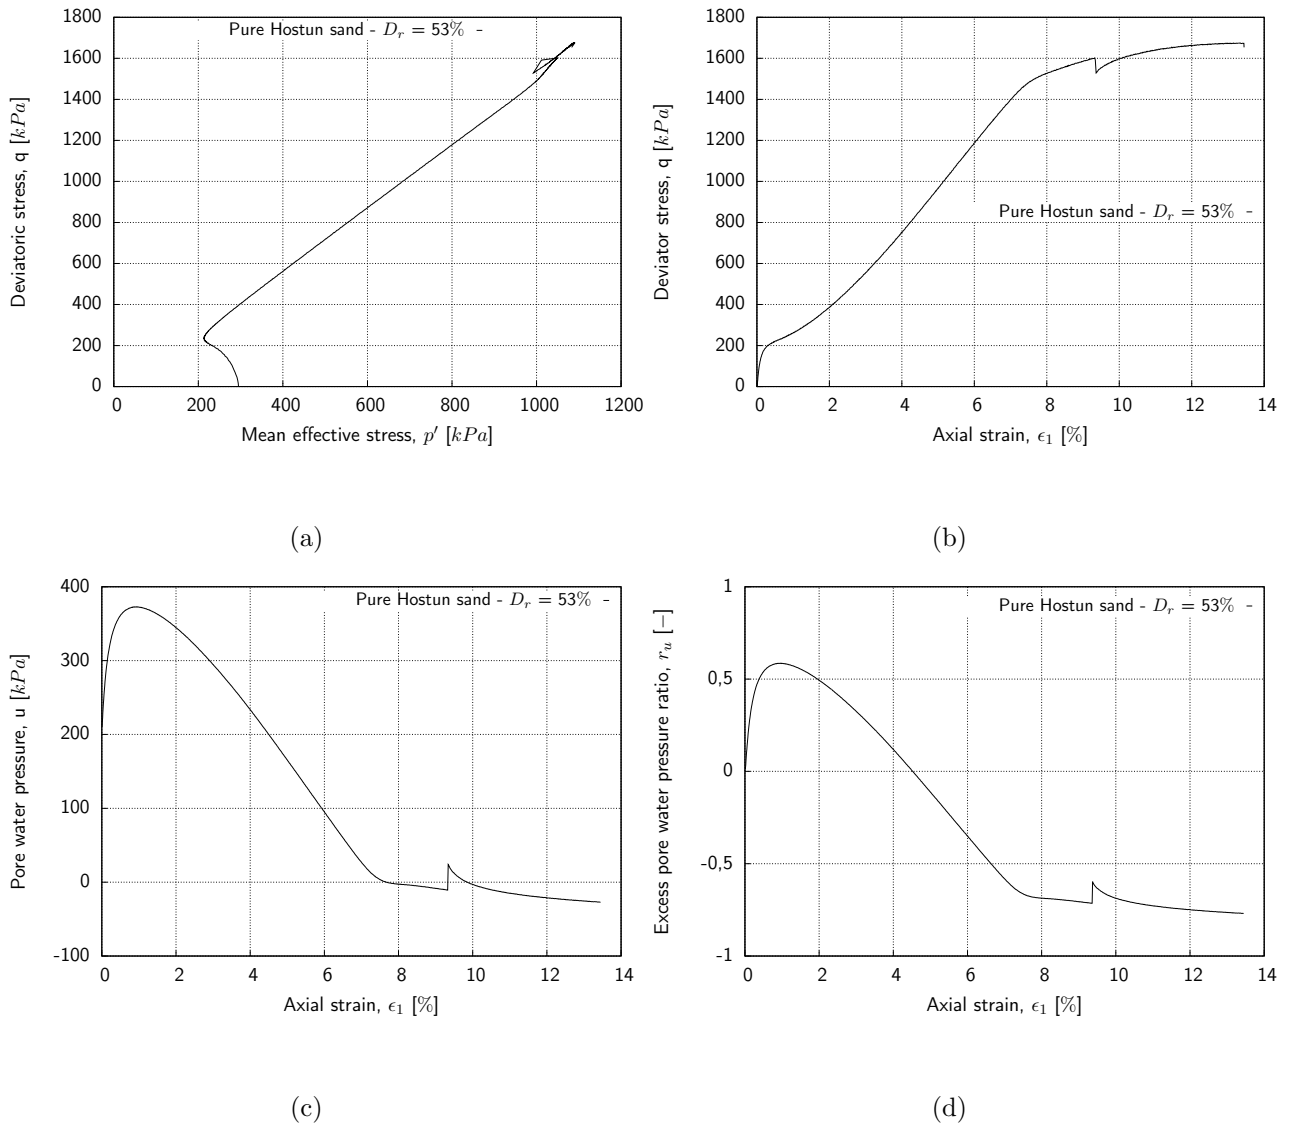 1800
1600
1400
1200
1000
800
600
400
200
0
0 200 400 600 800 1000 1200
Deviatoric stress, q [kPa]
Mean effective stress, p′ [kPa]
Pure Hostun sand - D_r = 53%
(a)
1800
1600
1400
1200
1000
800
600
400
200
0
0 2 4 6 8 10 12 14
Deviator stress, q [kPa]
Axial strain, ϵ₁ [%]
Pure Hostun sand - D_r = 53%
(b)
400
300
200
100
0
-100
0 2 4 6 8 10 12 14
Pore water pressure, u [kPa]
Axial strain, ϵ₁ [%]
Pure Hostun sand - D_r = 53%
(c)
1
0,5
0
-0,5
-1
0 2 4 6 8 10 12 14
Excess pore water pressure ratio, r_u [−]
Axial strain, ϵ₁ [%]
Pure Hostun sand - D_r = 53%
(d)